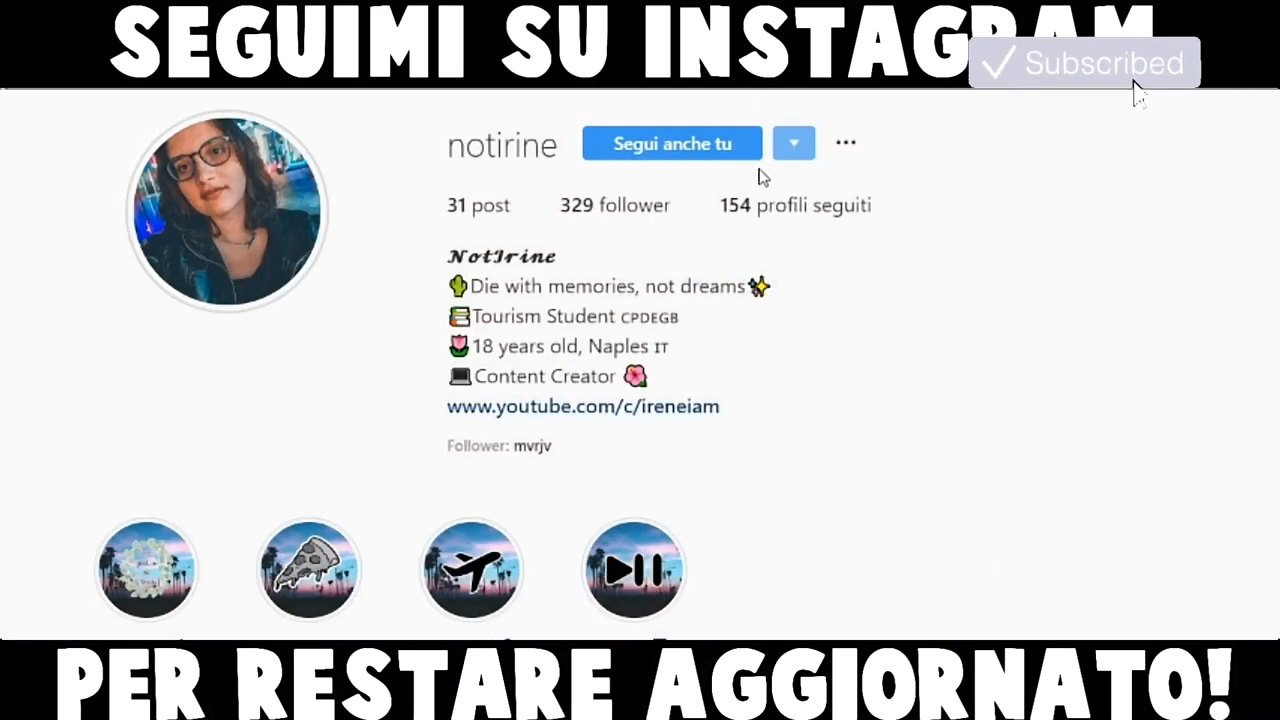 SEGUIMI SU INSTAGRAM
Subscribed
notirine Segui anche tu
31 post 329 follower 154 profili seguiti
NotIrine
Die with memories, not dreams
Tourism Student CPDEGB
18 years old, Naples IT
Content Creator
www.youtube.com/c/ireneiam
Follower: mvrjv
PER RESTARE AGGIORNATO!